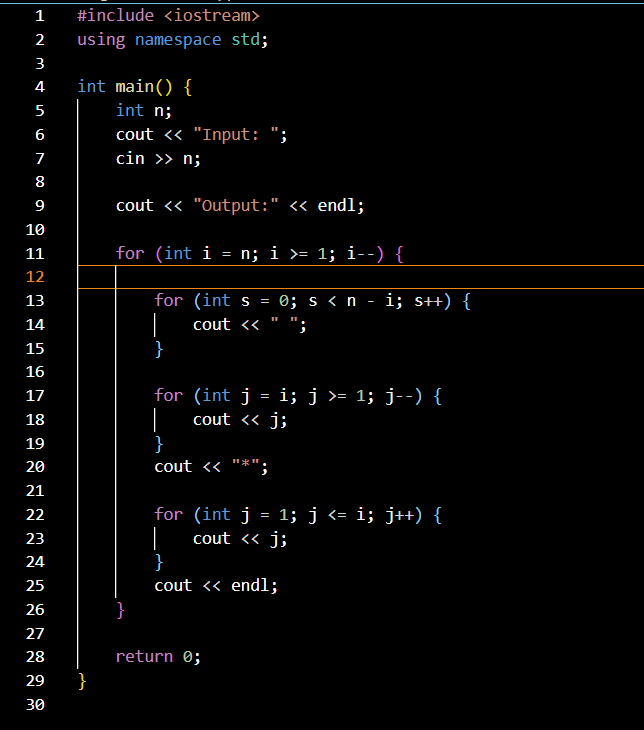 1 #include <iostream>
2 using namespace std;
3
4 int main() {
5     int n;
6     cout << "Input: ";
7     cin >> n;
8
9     cout << "Output:" << endl;
10
11     for (int i = n; i >= 1; i--) {
12
13         for (int s = 0; s < n - i; s++) {
14             cout << " ";
15         }
16
17         for (int j = i; j >= 1; j--) {
18             cout << j;
19         }
20         cout << "*";
21
22         for (int j = 1; j <= i; j++) {
23             cout << j;
24         }
25         cout << endl;
26     }
27
28     return 0;
29 }
30